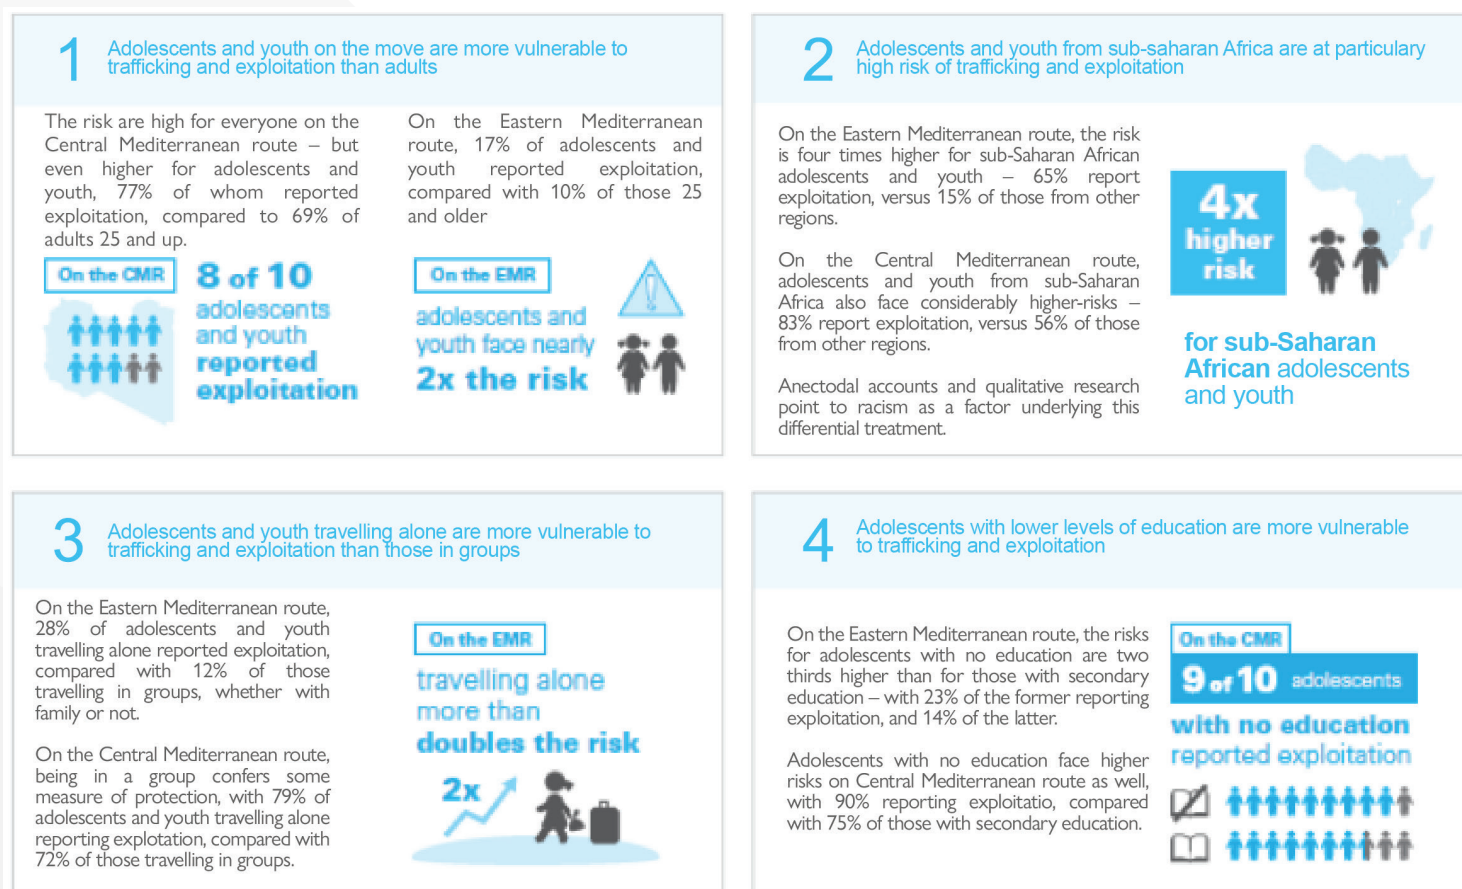 1
Adolescents and youth on the move are more vulnerable to
trafficking and exploitation than adults
The risk are high for everyone on the
Central Mediterranean route – but
even higher for adolescents and
youth, 77% of whom reported
exploitation, compared to 69% of
adults 25 and up.
On the CMR
8 of 10
adolescents
and youth
reported
exploitation
On the Eastern Mediterranean
route, 17% of adolescents and
youth reported exploitation,
compared with 10% of those 25
and older
On the EMR
adolescents and
youth face nearly
2x the risk
2
Adolescents and youth from sub-saharan Africa are at particulary
high risk of trafficking and exploitation
On the Eastern Mediterranean route, the risk
is four times higher for sub-Saharan African
adolescents and youth – 65% report
exploitation, versus 15% of those from other
regions.
On the Central Mediterranean route,
adolescents and youth from sub-Saharan
Africa also face considerably higher-risks –
83% report exploitation, versus 56% of those
from other regions.
Anectodal accounts and qualitative research
point to racism as a factor underlying this
differential treatment.
4x
higher
risk
for sub-Saharan
African adolescents
and youth
3
Adolescents and youth travelling alone are more vulnerable to
trafficking and exploitation than those in groups
On the Eastern Mediterranean route,
28% of adolescents and youth
travelling alone reported exploitation,
compared with 12% of those
travelling in groups, whether with
family or not.
On the Central Mediterranean route,
being in a group confers some
measure of protection, with 79% of
adolescents and youth travelling alone
reporting explotation, compared with
72% of those travelling in groups.
On the EMR
travelling alone
more than
doubles the risk
2x
4
Adolescents with lower levels of education are more vulnerable
to trafficking and exploitation
On the Eastern Mediterranean route, the risks
for adolescents with no education are two
thirds higher than for those with secondary
education – with 23% of the former reporting
exploitation, and 14% of the latter.
Adolescents with no education face higher
risks on Central Mediterranean route as well,
with 90% reporting exploitatio, compared
with 75% of those with secondary education.
On the CMR
9 of 10 adolescents
with no education
reported exploitation